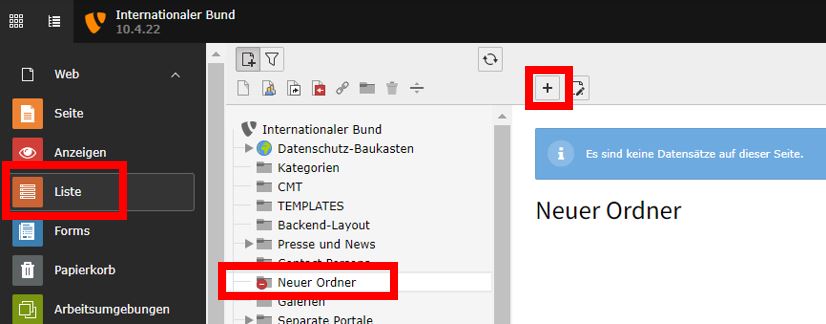 Internationaler Bund
10.4.22
Web
Seite
Anzeigen
Liste
Forms
Papierkorb
Arbeitsumgebungen
Internationaler Bund
Datenschutz-Baukasten
Kategorien
CMT
TEMPLATES
Backend-Layout
Presse und News
Contact Persons
Neuer Ordner
Galerien
Separate Portale
Es sind keine Datensätze auf dieser Seite.
Neuer Ordner